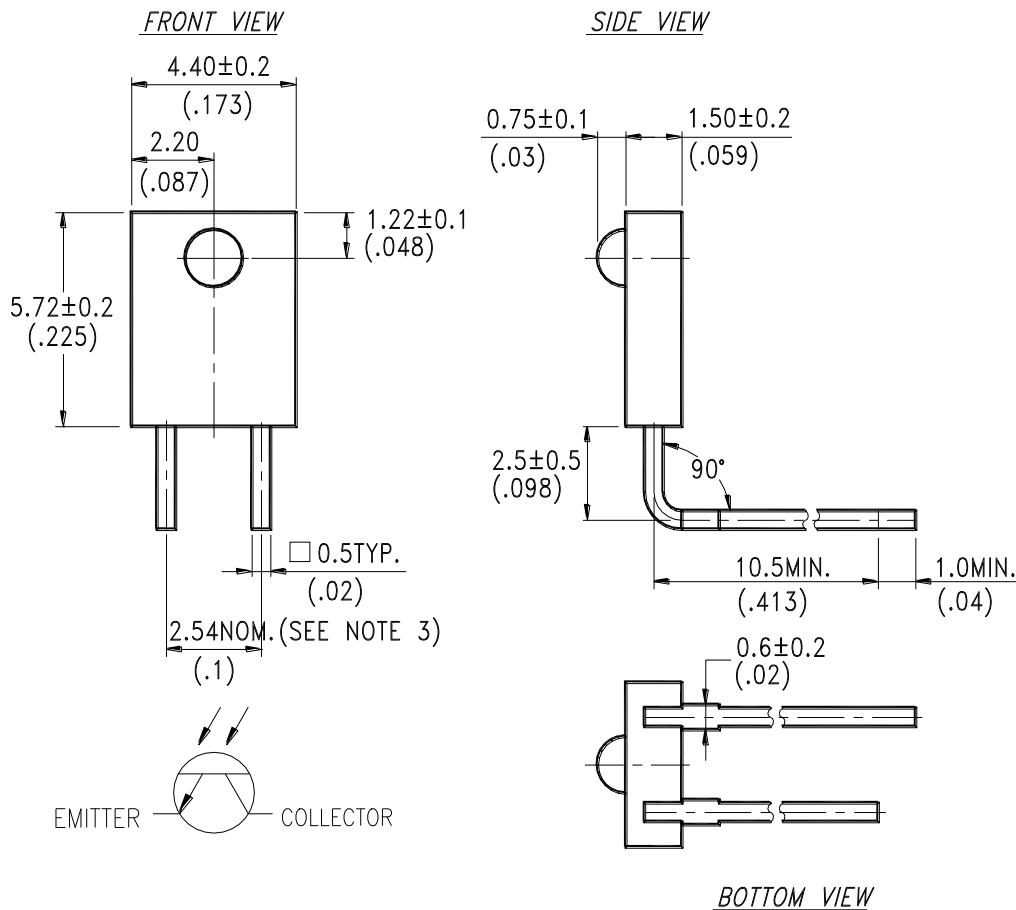 FRONT VIEW
SIDE VIEW
4.40±0.2
(.173)
2.20
(.087)
1.22±0.1
(.048)
5.72±0.2
(.225)
□ 0.5TYP.
(.02)
2.54NOM.(SEE NOTE 3)
(.1)
EMITTER
COLLECTOR
0.75±0.1
(.03)
1.50±0.2
(.059)
2.5±0.5
(.098)
90°
10.5MIN.
(.413)
1.0MIN.
(.04)
0.6±0.2
(.02)
BOTTOM VIEW